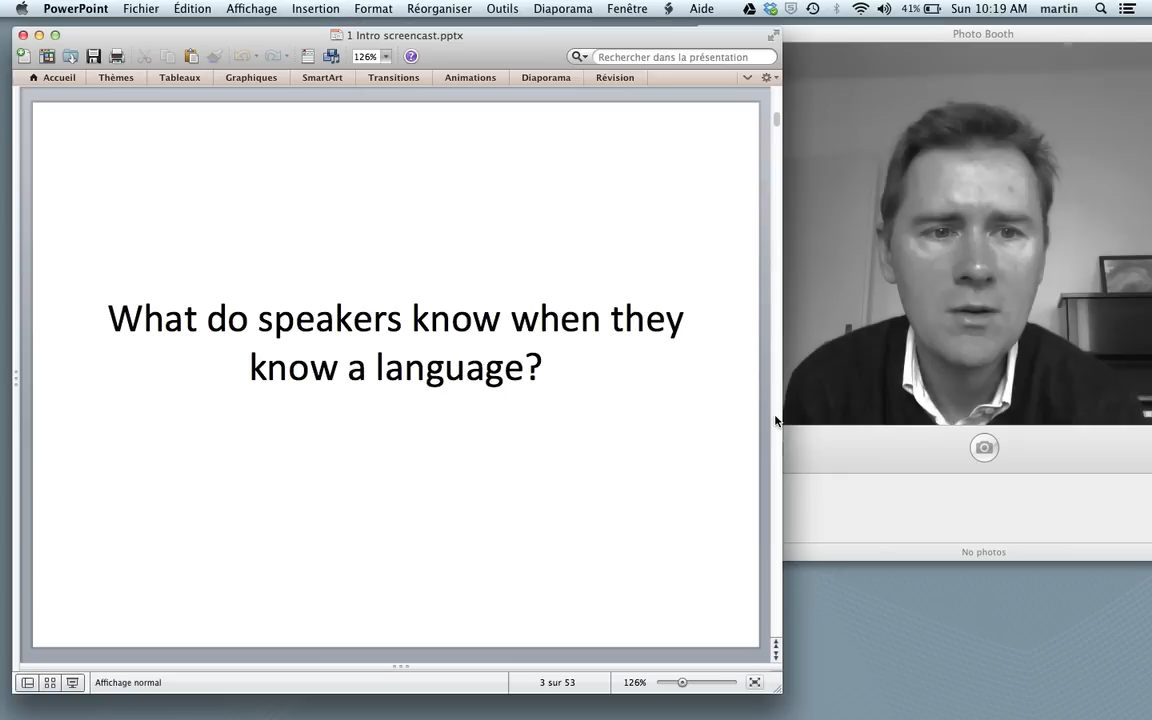 PowerPoint Fichier Édition Affichage Insertion Format Réorganiser Outils Diaporama Fenêtre Aide 41% Sun 10:19 AM martin
1 Intro screencast.pptx
Photo Booth
126% Rechercher dans la présentation
Accueil Thèmes Tableaux Graphiques SmartArt Transitions Animations Diaporama Révision
What do speakers know when they
know a language?
No photos
Affichage normal 3 sur 53 126%